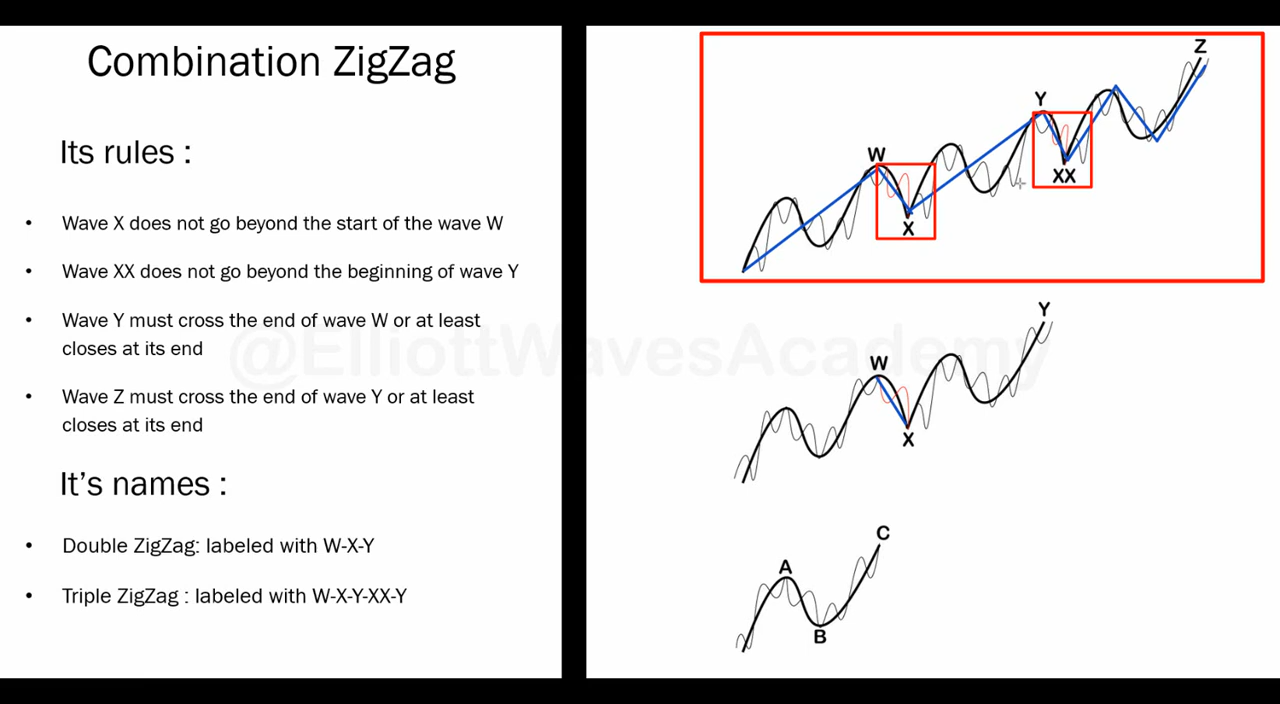 Combination ZigZag
Its rules :
• Wave X does not go beyond the start of the wave W
• Wave XX does not go beyond the beginning of wave Y
• Wave Y must cross the end of wave W or at least
closes at its end
• Wave Z must cross the end of wave Y or at least
closes at its end
It's names :
• Double ZigZag: labeled with W-X-Y
• Triple ZigZag : labeled with W-X-Y-XX-Y
@ElliottWavesAcademy
Z
Y
W
XX
X
Y
W
X
C
A
B